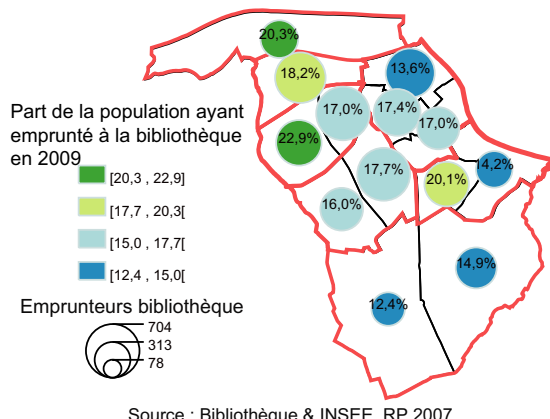 20,3%
18,2%
13,6%
17,0%
17,4%
17,0%
22,9%
14,2%
17,7%
20,1%
16,0%
14,9%
12,4%
Part de la population ayant
emprunté à la bibliothèque
en 2009
[20,3 , 22,9]
[17,7 , 20,3[
[15,0 , 17,7[
[12,4 , 15,0[
Emprunteurs bibliothèque
704
313
78
Source : Bibliothèque & INSEE, RP 2007